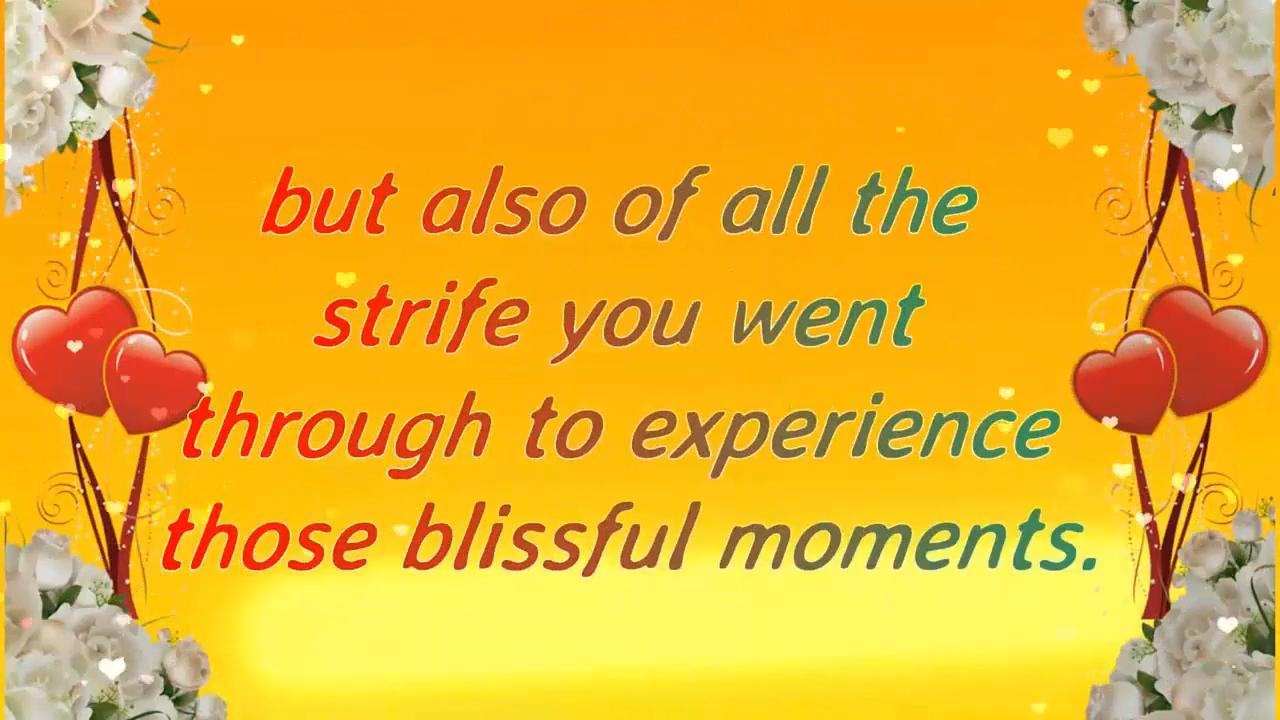 but also of all the
strife you went
through to experience
those blissful moments.